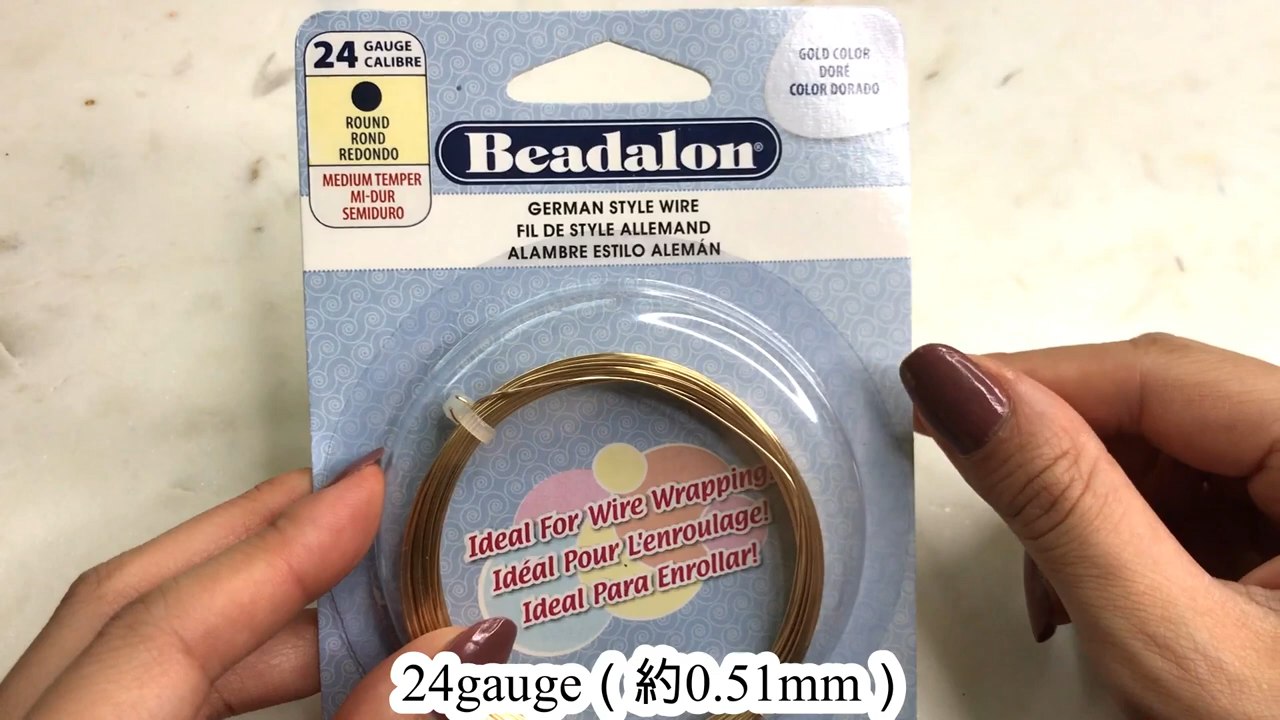 24 GAUGE
CALIBRE
ROUND
ROND
REDONDO
MEDIUM TEMPER
MI-DUR
SEMIDURO
GOLD COLOR
DORÉ
COLOR DORADO
Beadalon®
GERMAN STYLE WIRE
FIL DE STYLE ALLEMAND
ALAMBRE ESTILO ALEMÁN
Ideal For Wire Wrapping!
Idéal Pour L'enroulage!
Ideal Para Enrollar!
24gauge ( 約0.51mm )